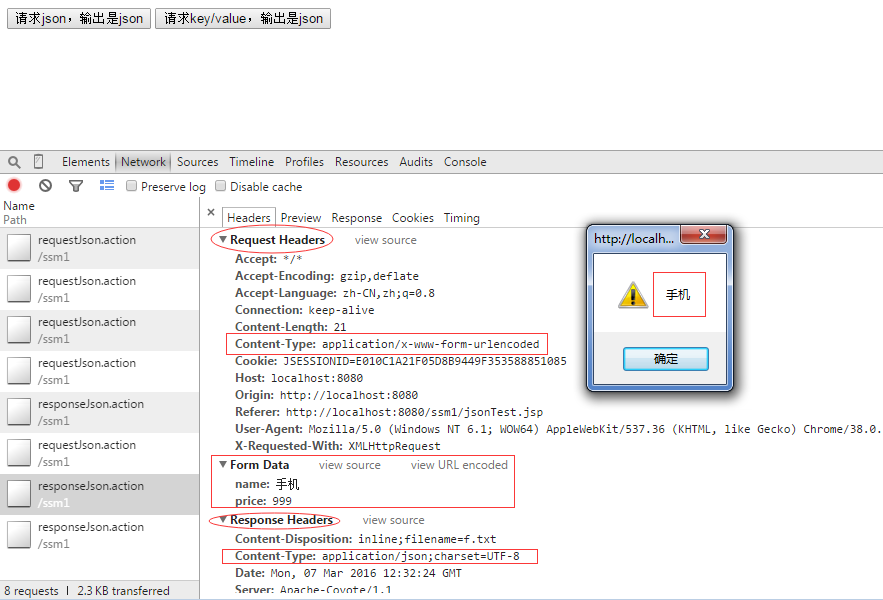 请求json，输出是json 请求key/value，输出是json
Elements Network Sources Timeline Profiles Resources Audits Console
Preserve log Disable cache
Name
Path
requestJson.action
/ssm1
requestJson.action
/ssm1
requestJson.action
/ssm1
requestJson.action
/ssm1
responseJson.action
/ssm1
requestJson.action
/ssm1
responseJson.action
/ssm1
responseJson.action
/ssm1
8 requests | 2.3 KB transferred
× Headers Preview Response Cookies Timing
▼ Request Headers view source
Accept: */*
Accept-Encoding: gzip,deflate
Accept-Language: zh-CN,zh;q=0.8
Connection: keep-alive
Content-Length: 21
Content-Type: application/x-www-form-urlencoded
Cookie: JSESSIONID=E010C1A21F05D8B9449F353588851085
Host: localhost:8080
Origin: http://localhost:8080
Referer: http://localhost:8080/ssm1/jsonTest.jsp
User-Agent: Mozilla/5.0 (Windows NT 6.1; WOW64) AppleWebKit/537.36 (KHTML, like Gecko) Chrome/38.0.
X-Requested-With: XMLHttpRequest
▼ Form Data view source view URL encoded
name: 手机
price: 999
▼ Response Headers view source
Content-Disposition: inline;filename=f.txt
Content-Type: application/json;charset=UTF-8
Date: Mon, 07 Mar 2016 12:32:24 GMT
Server: Apache-Coyote/1.1
http://localh...
手机
确定